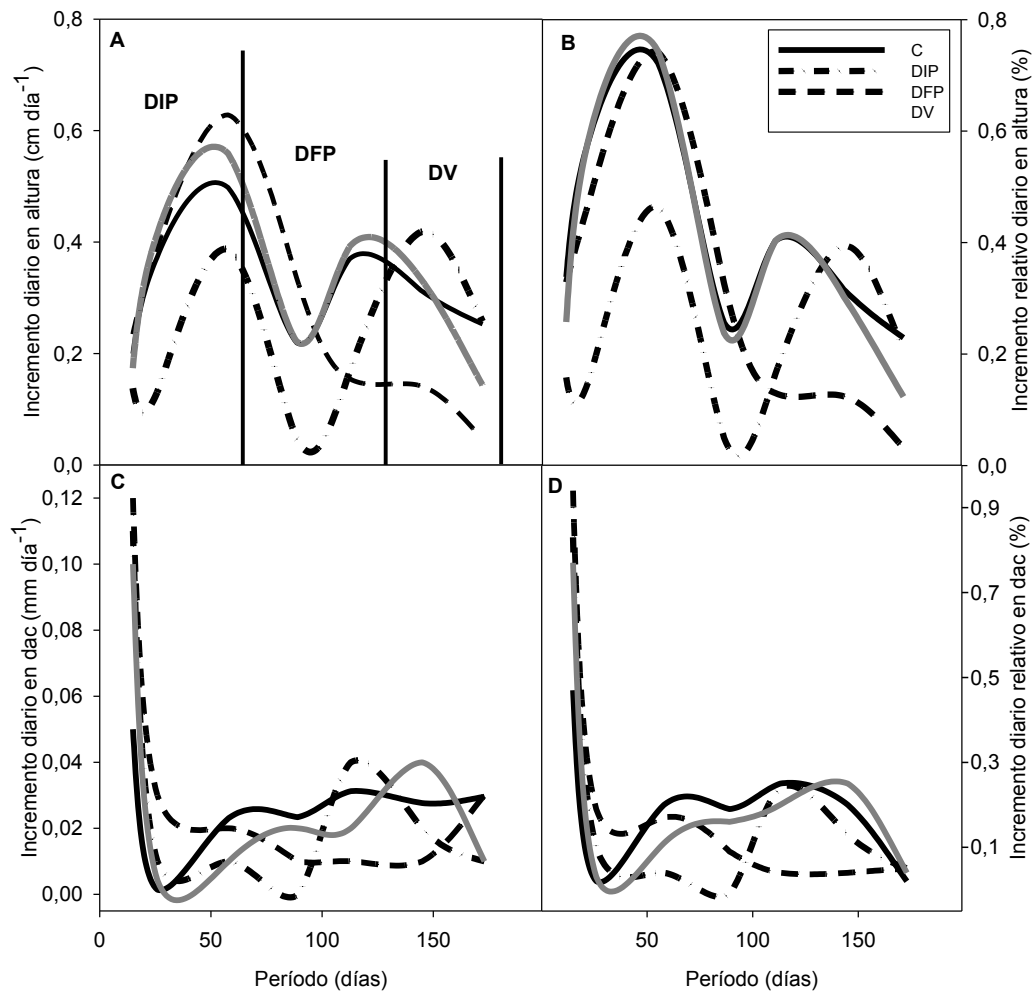 A
B
DIP
DFP
DV
C
DIP
DFP
DV
Incremento diario en altura (cm día⁻¹)
0,8
0,6
0,4
0,2
0,0
0,8
0,6
0,4
0,2
0,0
Incremento relativo diario en altura (%)
C
D
Incremento diario en dac (mm día⁻¹)
0,12
0,10
0,08
0,06
0,04
0,02
0,00
0,9
0,7
0,5
0,3
0,1
Incremento diario relativo en dac (%)
0 50 100 150
50 100 150
Período (días)
Período (días)